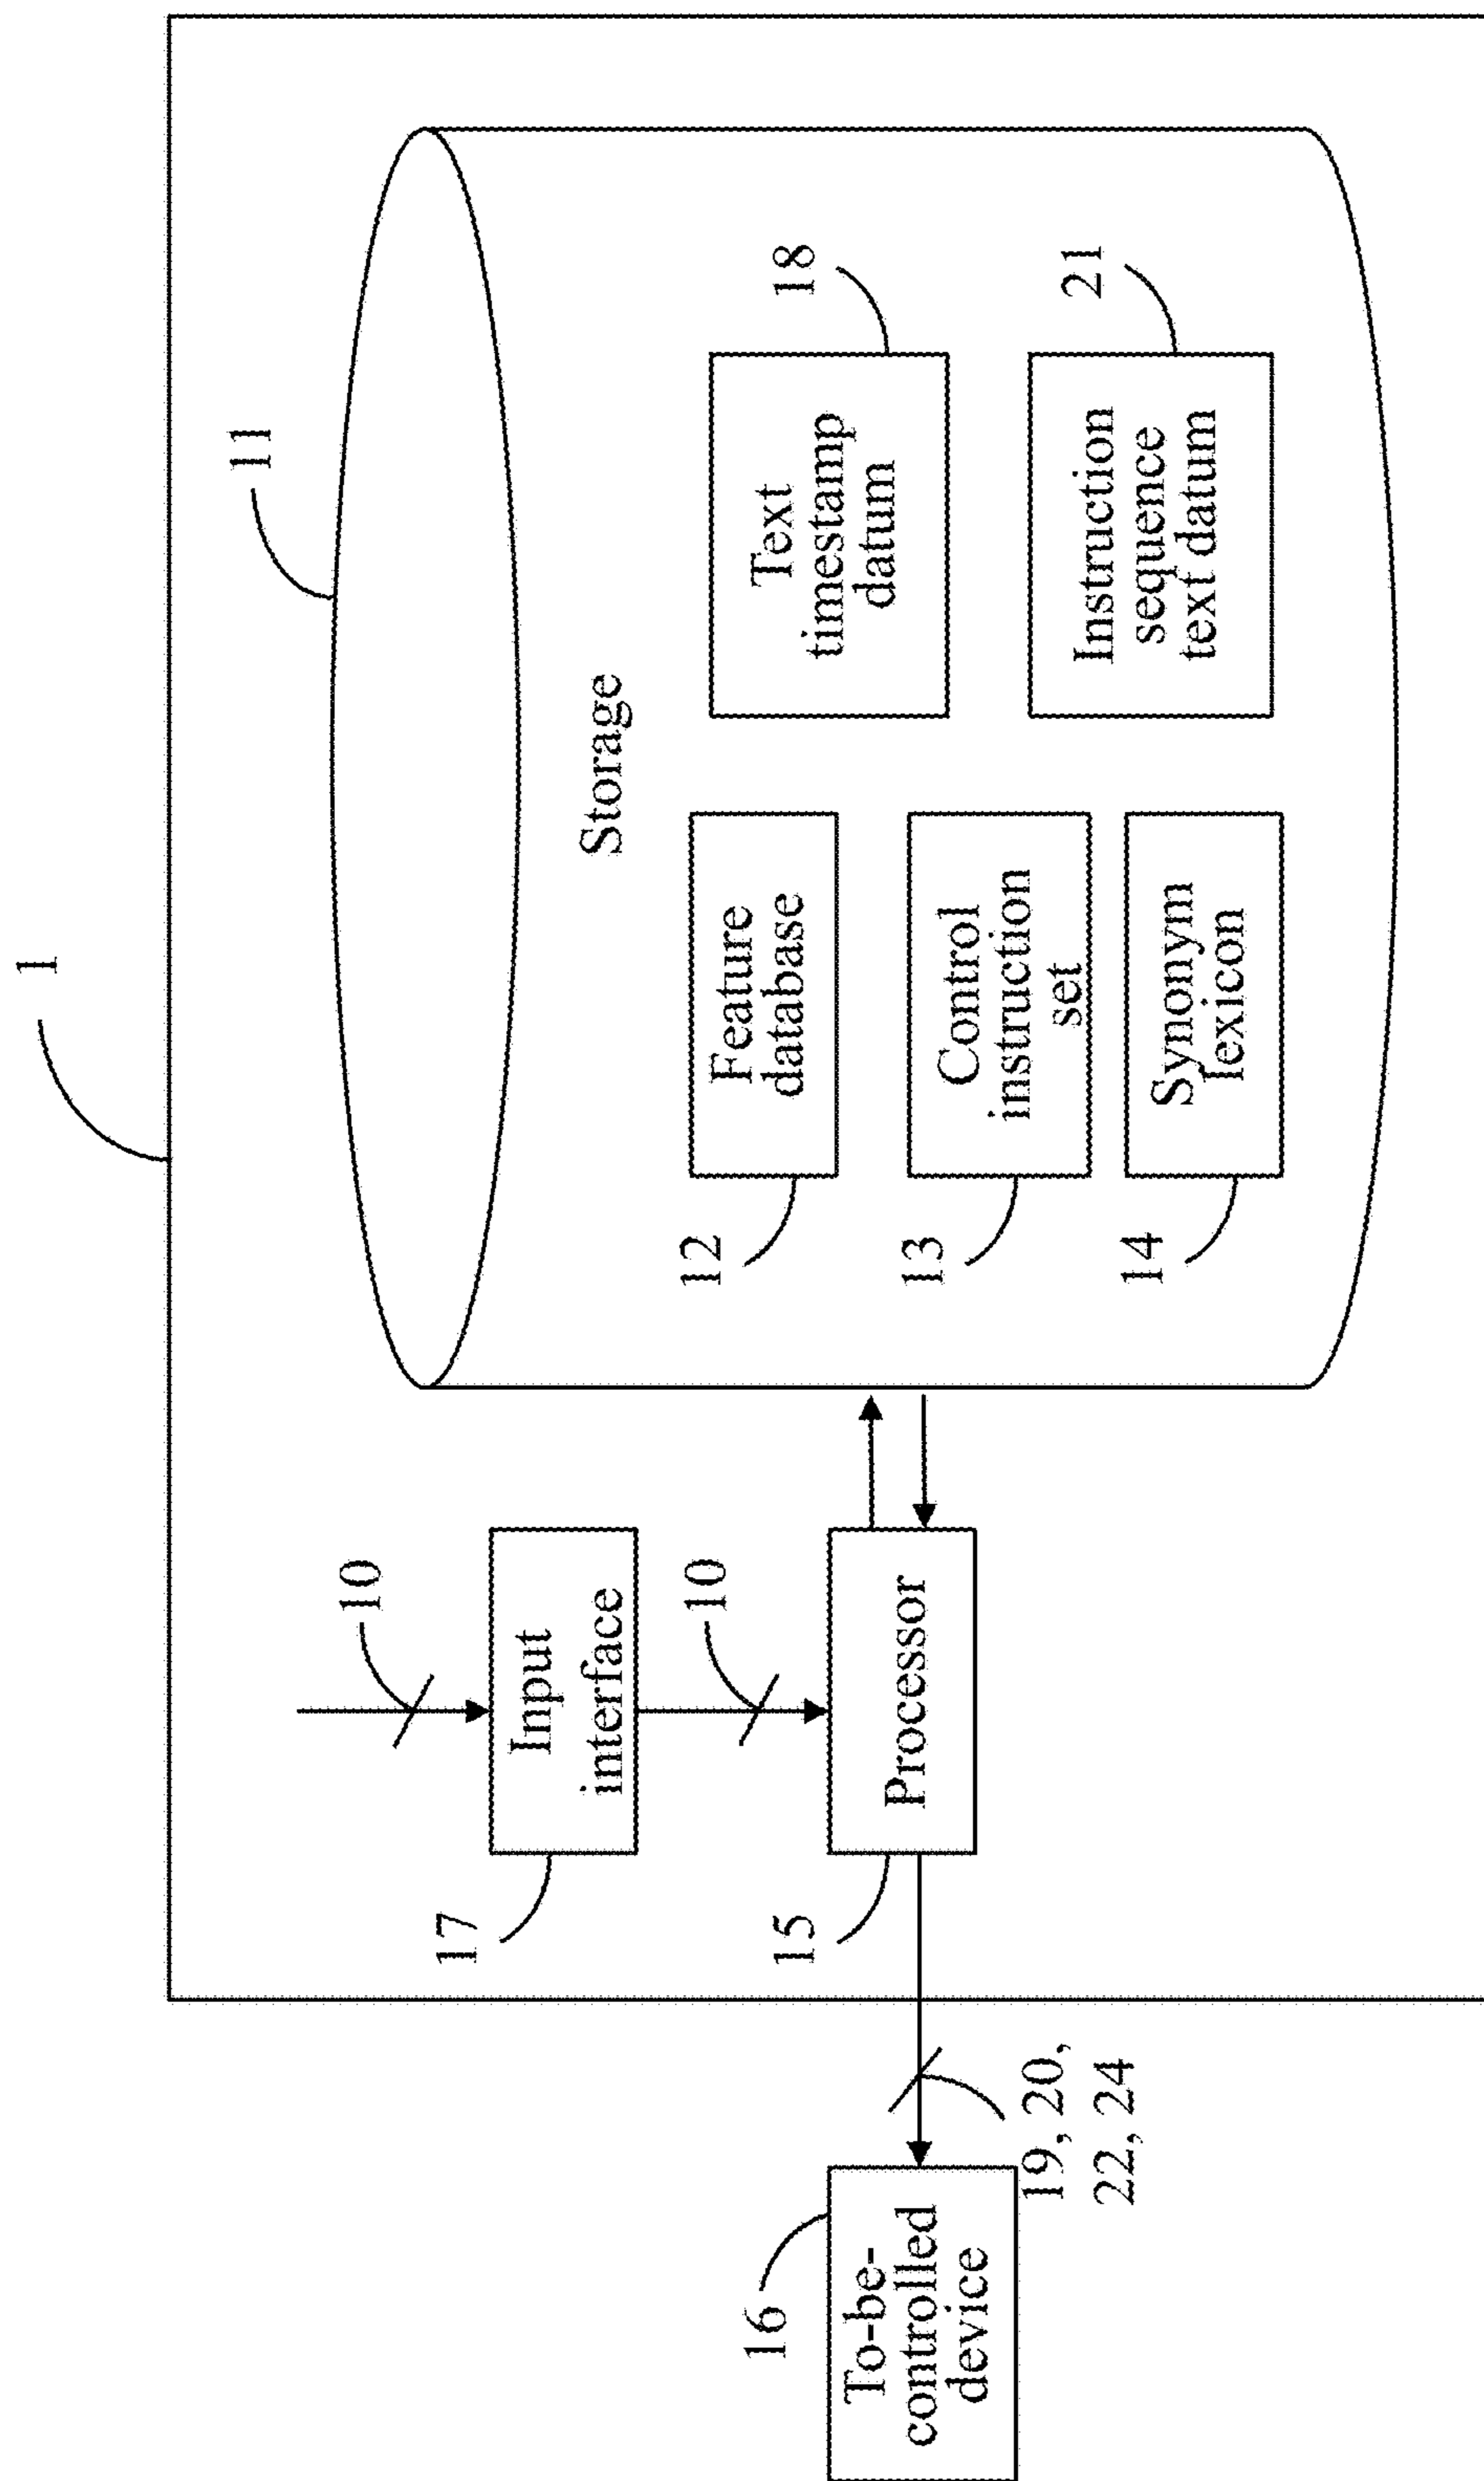 1
11
Storage
10
Input
interface
17
10
Processor
15
12
Feature
database
13
Control
instruction
set
14
Synonym
lexicon
18
Text
timestamp
datum
21
Instruction
sequence
text datum
16
To-be-
controlled
device
19, 20,
22, 24